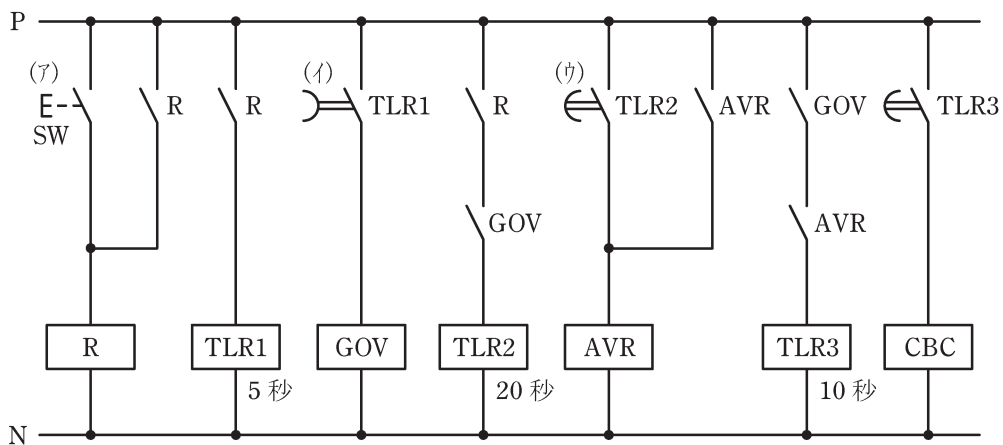 P
(ア) (イ) (ウ)
SW R R TLR1 R TLR2 AVR GOV TLR3
GOV AVR
R TLR1 GOV TLR2 AVR TLR3 CBC
5 秒 20 秒 10 秒
N